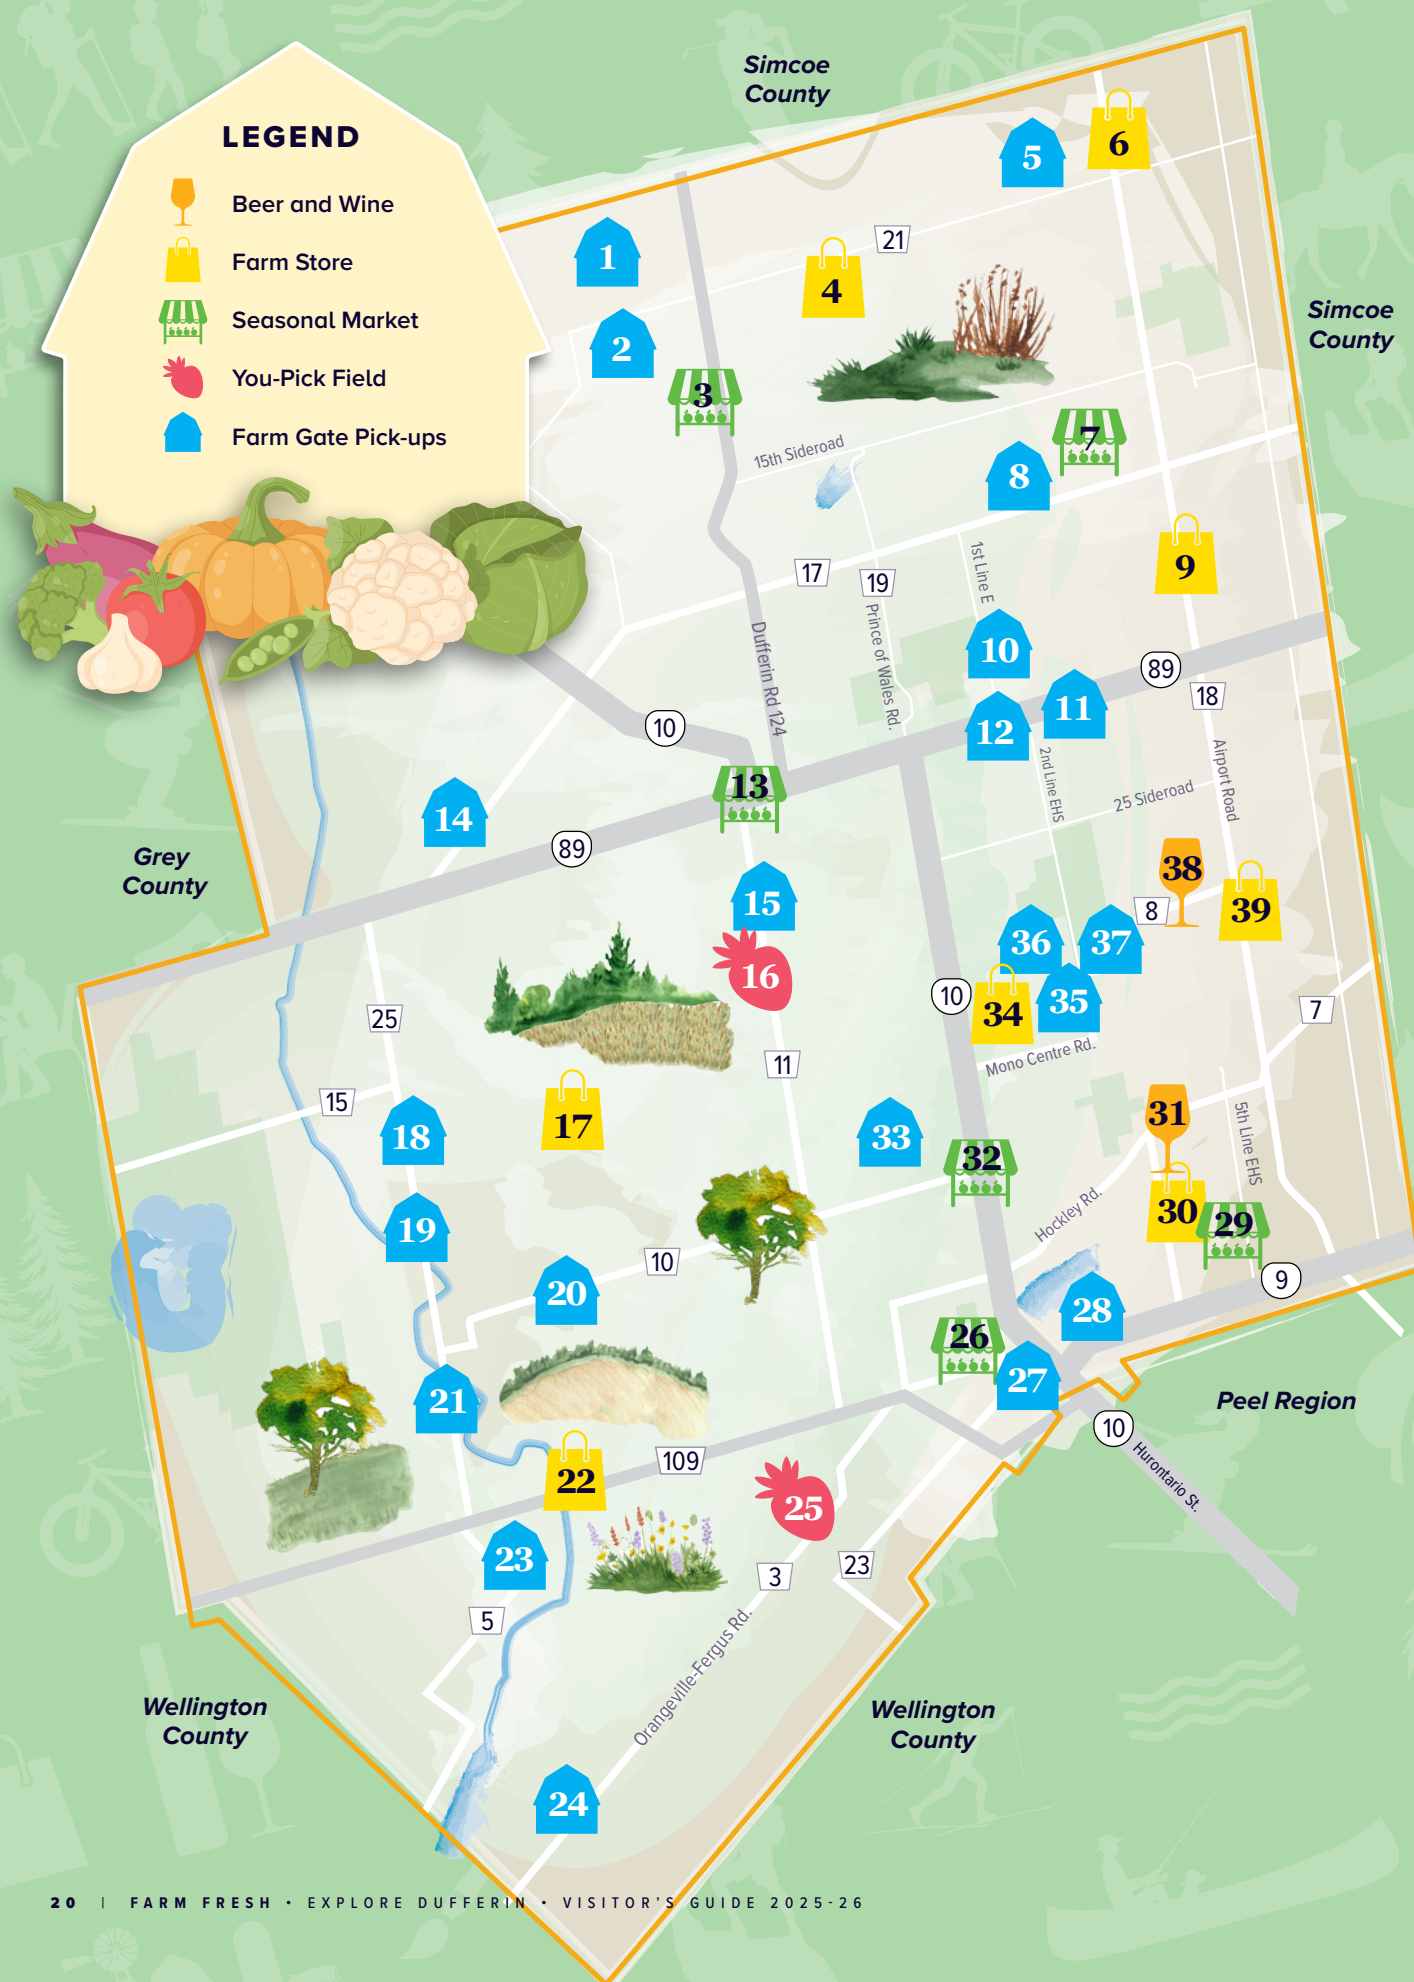 LEGEND
Beer and Wine
Farm Store
Seasonal Market
You-Pick Field
Farm Gate Pick-ups
Simcoe
County
5
6
1
21
4
2
Simcoe
County
3
7
15th Sideroad
8
9
17
19
1st Line E
Prince of Wales Rd.
Dufferin Rd 124
10
89
18
11
12
10
2nd Line EHS
Airport Road
25 Sideroad
13
14
89
Grey
County
38
8
39
15
36
37
16
10
34
35
7
25
Mono Centre Rd.
11
15
17
18
33
31
5th Line EHS
32
30
29
Hockley Rd.
19
10
9
20
28
26
27
21
Peel Region
10
Hurontario St.
109
22
25
23
3
23
5
Orangeville-Fergus Rd.
Wellington
County
Wellington
County
24
20 | FARM FRESH • EXPLORE DUFFERIN • VISITOR'S GUIDE 2025-26